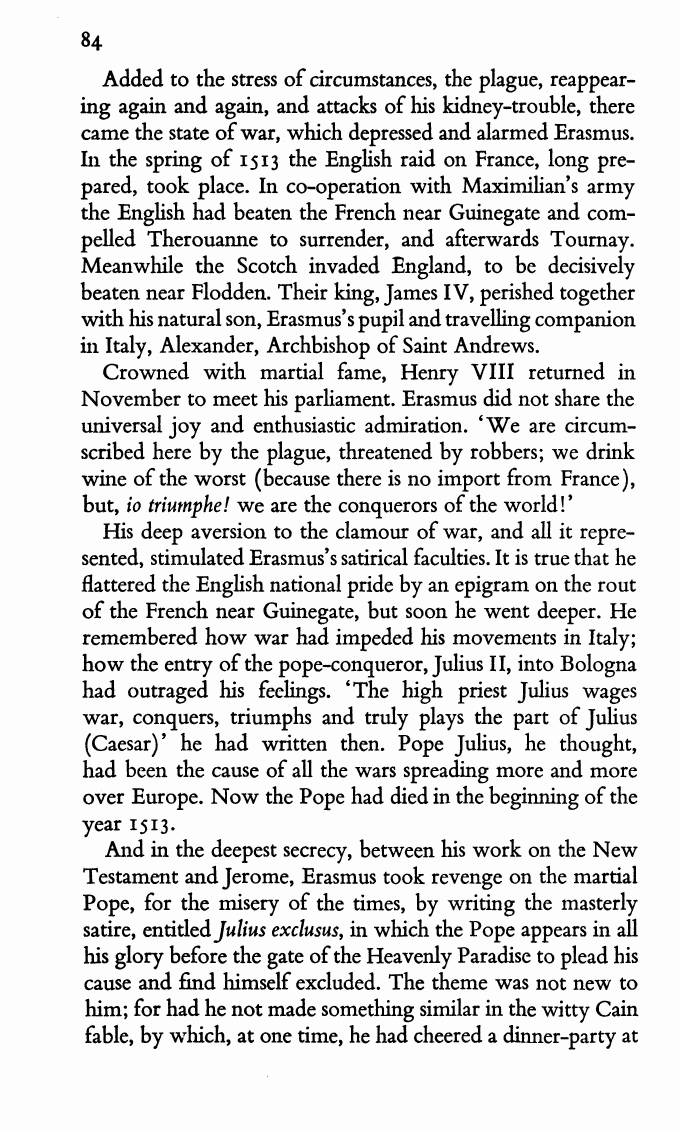 84
Added to the stress of circumstances, the plague, reappear-
ing again and again, and attacks of his kidney-trouble, there
came the state of war, which depressed and alarmed Erasmus.
In the spring of 1513 the English raid on France, long pre-
pared, took place. In co-operation with Maximilian's army
the English had beaten the French near Guinegate and com-
pelled Therouanne to surrender, and afterwards Tournay.
Meanwhile the Scotch invaded England, to be decisively
beaten near Flodden. Their king, James IV, perished together
with his natural son, Erasmus's pupil and travelling companion
in Italy, Alexander, Archbishop of Saint Andrews.
Crowned with martial fame, Henry VIII returned in
November to meet his parliament. Erasmus did not share the
universal joy and enthusiastic admiration. 'We are circum-
scribed here by the plague, threatened by robbers; we drink
wine of the worst (because there is no import from France),
but, io triumphe! we are the conquerors of the world!'
His deep aversion to the clamour of war, and all it repre-
sented, stimulated Erasmus's satirical faculties. It is true that he
flattered the English national pride by an epigram on the rout
of the French near Guinegate, but soon he went deeper. He
remembered how war had impeded his movements in Italy;
how the entry of the pope-conqueror, Julius II, into Bologna
had outraged his feelings. 'The high priest Julius wages
war, conquers, triumphs and truly plays the part of Julius
(Caesar)' he had written then. Pope Julius, he thought,
had been the cause of all the wars spreading more and more
over Europe. Now the Pope had died in the beginning of the
year 1513.
And in the deepest secrecy, between his work on the New
Testament and Jerome, Erasmus took revenge on the martial
Pope, for the misery of the times, by writing the masterly
satire, entitled Julius exclusus, in which the Pope appears in all
his glory before the gate of the Heavenly Paradise to plead his
cause and find himself excluded. The theme was not new to
him; for had he not made something similar in the witty Cain
fable, by which, at one time, he had cheered a dinner-party at